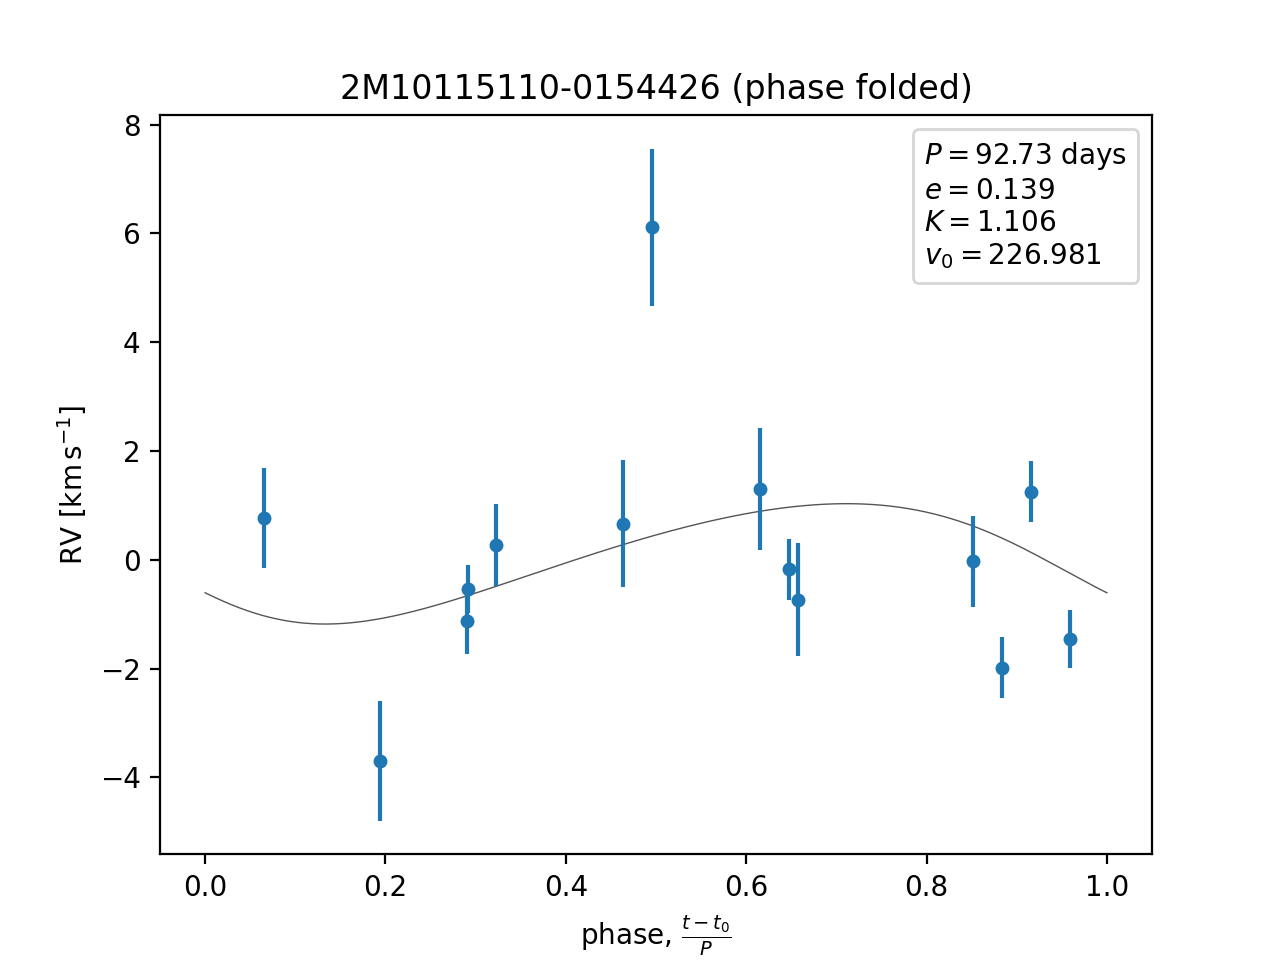 2M10115110-0154426 (phase folded)
P = 92.73 days
e = 0.139
K = 1.106
v₀ = 226.981
8
6
4
2
0
−2
−4
RV [km s⁻¹]
0.0 0.2 0.4 0.6 0.8 1.0
phase, (t − t₀)/P